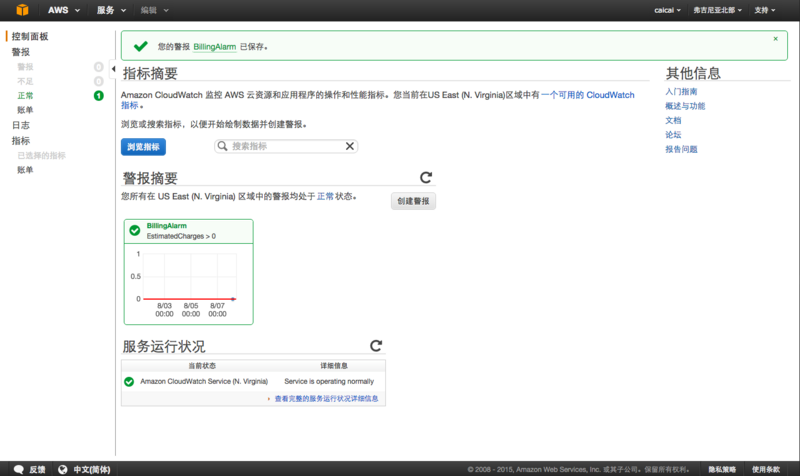 AWS 服务 编辑 caicai 弗吉尼亚北部 支持
控制面板
警报
警报 0
不足 0
正常 1
账单
日志
指标
已选择的指标
账单
您的警报 BillingAlarm 已保存。 ×
指标摘要
Amazon CloudWatch 监控 AWS 云资源和应用程序的操作和性能指标。您当前在US East (N. Virginia)区域中有一个可用的 CloudWatch
指标 。
浏览或搜索指标，以便开始绘制数据并创建警报。
浏览指标 搜索指标
警报摘要
您所有在 US East (N. Virginia) 区域中的警报均处于 正常 状态。
创建警报
BillingAlarm
EstimatedCharges > 0
1
0.5
0
8/03 8/05 8/07
00:00 00:00 00:00
服务运行状况
当前状态 详细信息
Amazon CloudWatch Service (N. Virginia) Service is operating normally
查看完整的服务运行状况详细信息
其他信息
入门指南
概述与功能
文档
论坛
报告问题
反馈 中文(简体) © 2008 - 2015, Amazon Web Services, Inc. 或其子公司。保留所有权利。 隐私策略 使用条款